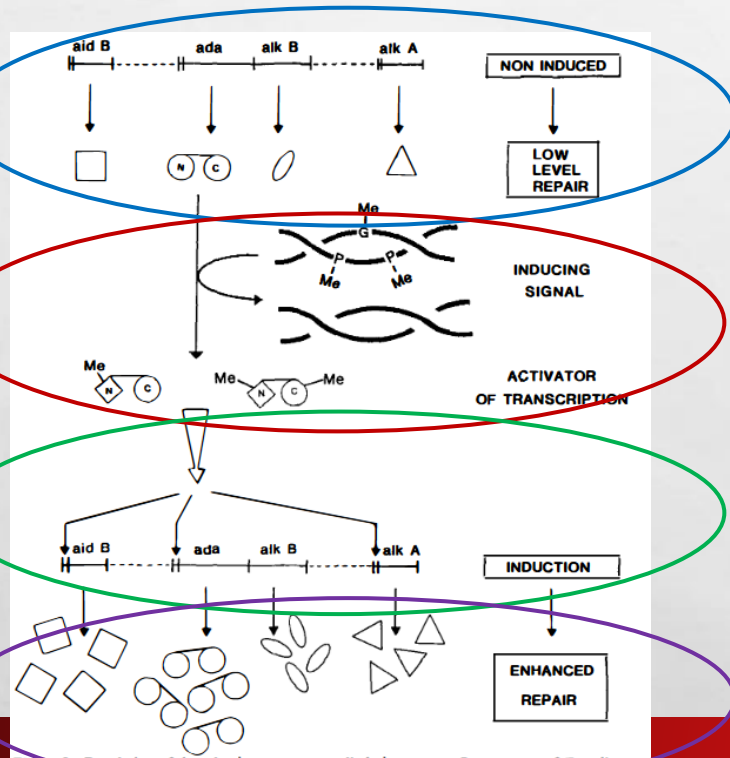 aid B ada alk B alk A
NON INDUCED
N C
LOW
LEVEL
REPAIR
Me
G
P P
Me Me
INDUCING
SIGNAL
Me
N C
Me N C Me
ACTIVATOR
OF TRANSCRIPTION
aid B ada alk B alk A
INDUCTION
ENHANCED
REPAIR